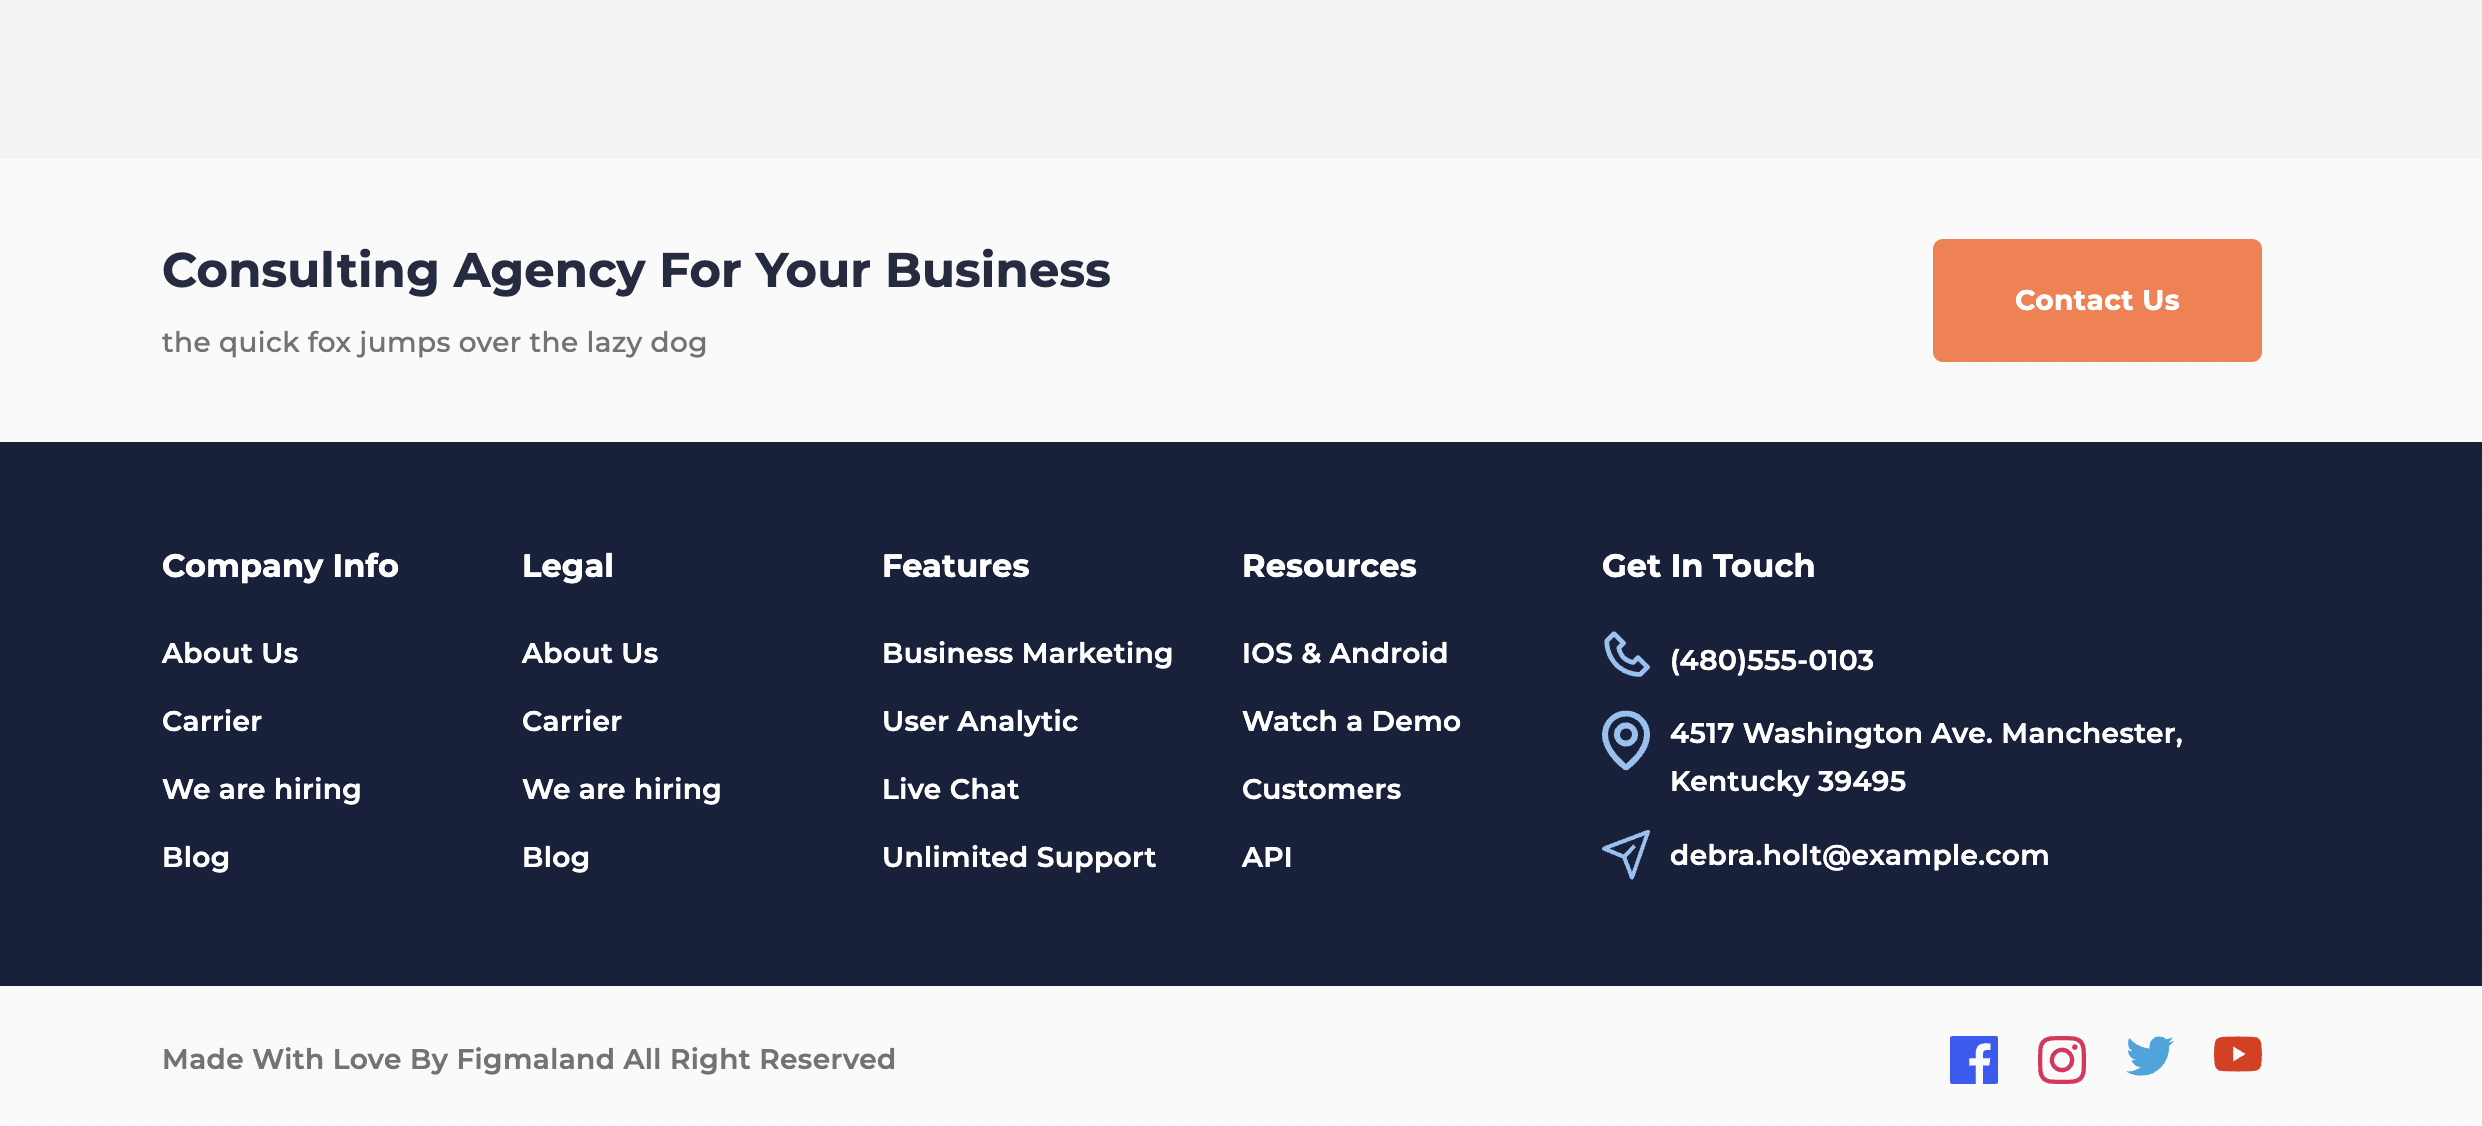 Consulting Agency For Your Business
the quick fox jumps over the lazy dog
Contact Us
Company Info
About Us
Carrier
We are hiring
Blog
Legal
About Us
Carrier
We are hiring
Blog
Features
Business Marketing
User Analytic
Live Chat
Unlimited Support
Resources
IOS & Android
Watch a Demo
Customers
API
Get In Touch
(480)555-0103
4517 Washington Ave. Manchester,
Kentucky 39495
debra.holt@example.com
Made With Love By Figmaland All Right Reserved